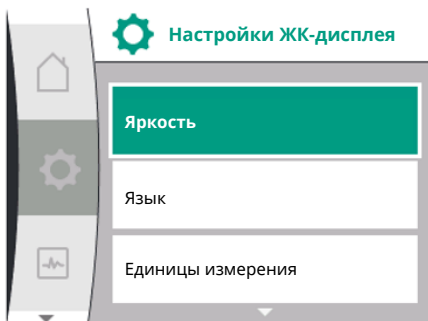 Настройки ЖК-дисплея
Яркость
Язык
Единицы измерения